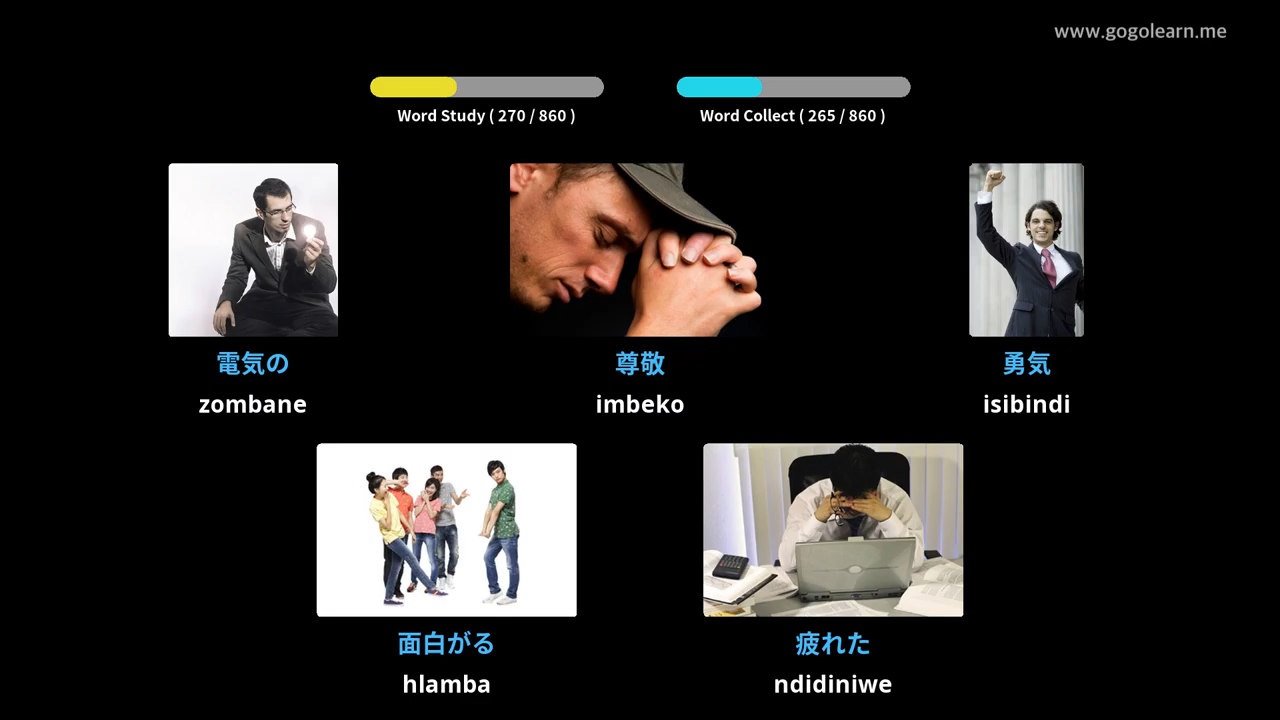 www.gogolearn.me
Word Study ( 270 / 860 )
Word Collect ( 265 / 860 )
電気の
尊敬
勇気
zombane
imbeko
isibindi
面白がる
疲れた
hlamba
ndidiniwe